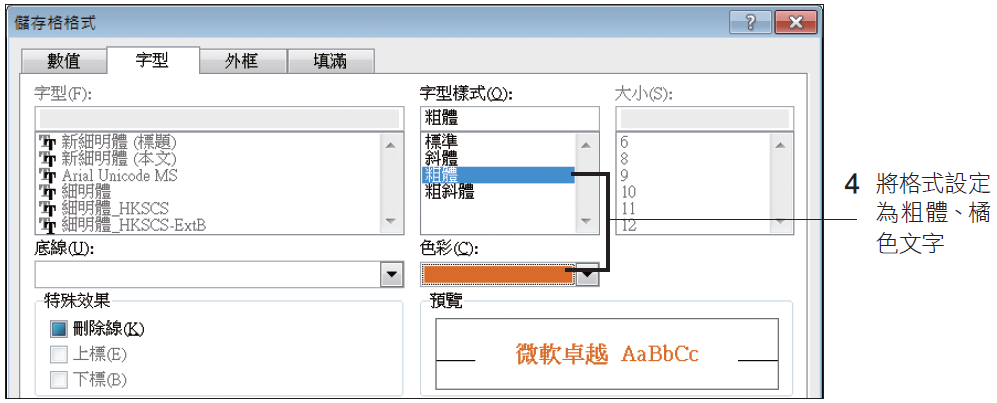 儲存格格式
數值 字型 外框 填滿
字型(F):
新細明體 (標題)
新細明體 (本文)
Arial Unicode MS
細明體
細明體_HKSCS
細明體_HKSCS-ExtB
字型樣式(O):
粗體
標準
斜體
粗體
粗斜體
大小(S):
6
8
9
10
11
12
底線(U):
色彩(C):
特殊效果
刪除線(K)
上標(E)
下標(B)
預覽
微軟卓越 AaBbCc
4 將格式設定
為粗體、橘
色文字